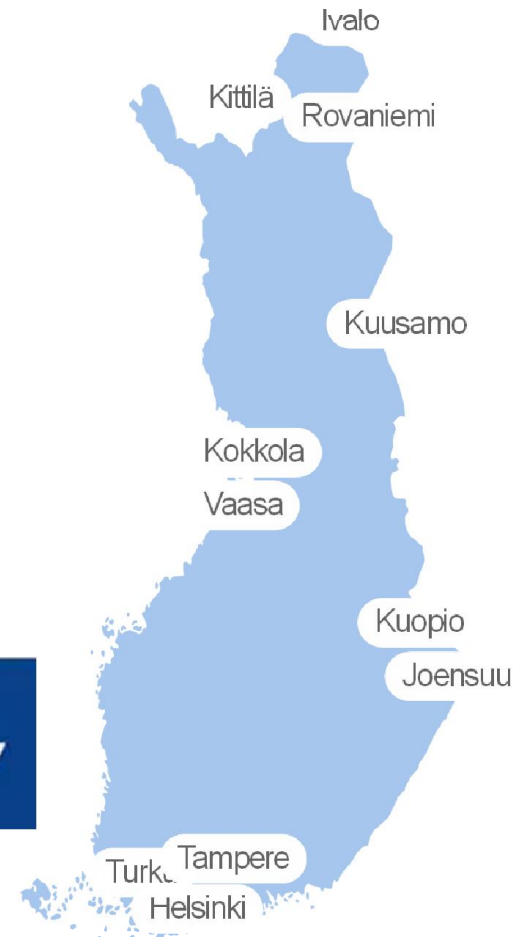 Ivalo
Kittilä
Rovaniemi
Kuusamo
Kokkola
Vaasa
Kuopio
Joensuu
Tampere
Helsinki